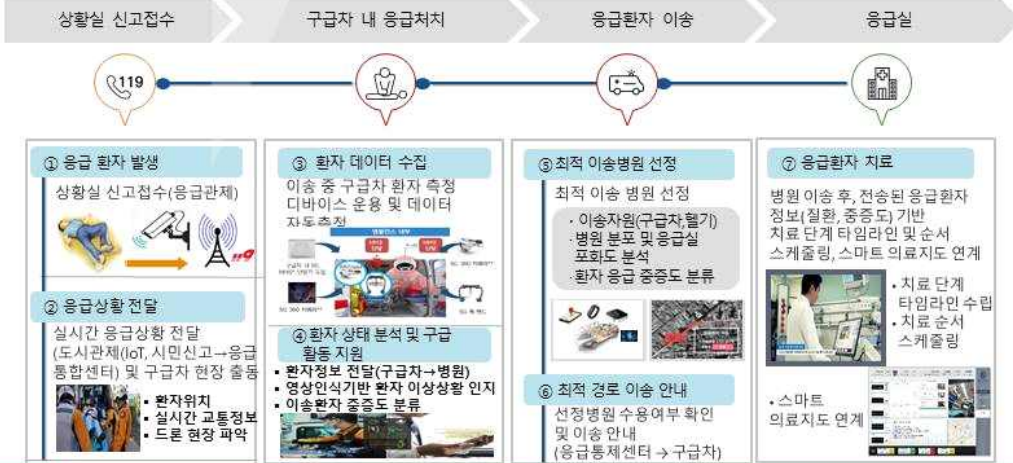 상황실 신고접수
구급차 내 응급처치
응급환자 이송
응급실
119
① 응급 환자 발생
상황실 신고접수(응급관제)
119
② 응급상황 전달
실시간 응급상황 전달
(도시관제(IoT, 시민신고→응급
통합센터) 및 구급차 현장 출동
▪ 환자위치
▪ 실시간 교통정보
▪ 드론 현장 파악
③ 환자 데이터 수집
이송 중 구급차 환자 측정
디바이스 운용 및 데이터
자동측정
④ 환자 상태 분석 및 구급
활동 지원
▪ 환자정보 전달(구급차→병원)
▪ 영상인식기반 환자 이상상황 인지
▪ 이송환자 중증도 분류
⑤ 최적 이송병원 선정
최적 이송 병원 선정
· 이송자원(구급차,헬기)
· 병원 분포 및 응급실
포화도 분석
· 환자 응급 중증도 분류
⑥ 최적 경로 이송 안내
선정병원 수용여부 확인
및 이송 안내
(응급통제센터 → 구급차)
⑦ 응급환자 치료
병원 이송 후, 전송된 응급환자
정보(질환, 중증도) 기반
치료 단계 타임라인 및 순서
스케줄링, 스마트 의료지도 연계
• 치료 단계
타임라인 수립
• 치료 순서
스케줄링
• 스마트
의료지도 연계